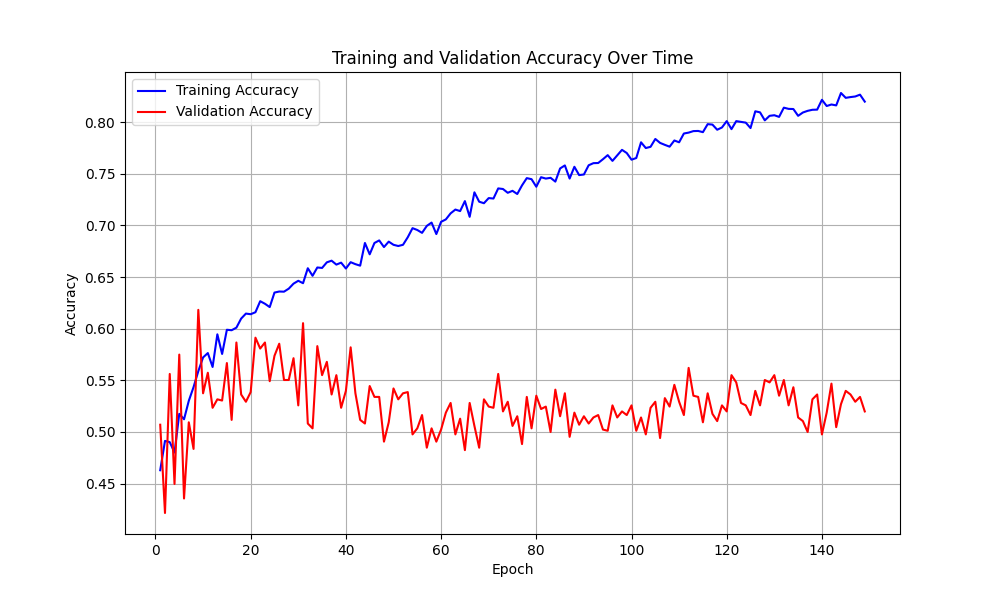 Training and Validation Accuracy Over Time
Training Accuracy
Validation Accuracy
0.80
0.75
0.70
0.65
0.60
0.55
0.50
0.45
Accuracy
0 20 40 60 80 100 120 140
Epoch